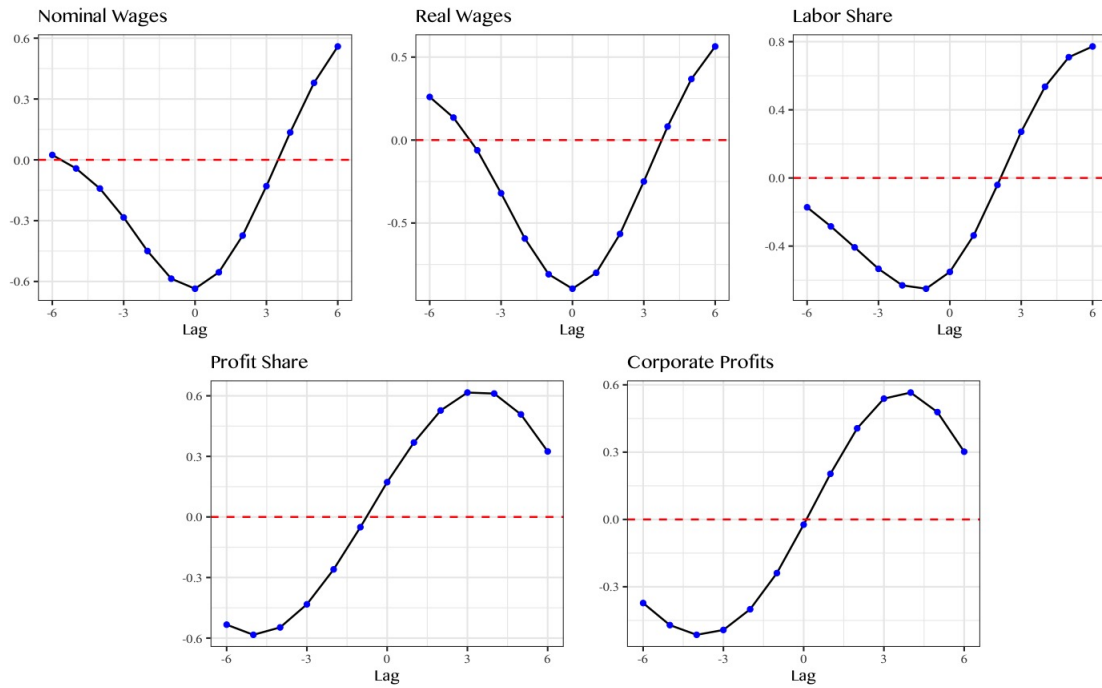 Nominal Wages
0.6
0.3
0.0
-0.3
-0.6
-6 -3 0 3 6
Lag
Real Wages
0.5
0.0
-0.5
-6 -3 0 3 6
Lag
Labor Share
0.8
0.4
0.0
-0.4
-6 -3 0 3 6
Lag
Profit Share
0.6
0.3
0.0
-0.3
-0.6
-6 -3 0 3 6
Lag
Corporate Profits
0.6
0.3
0.0
-0.3
-6 -3 0 3 6
Lag